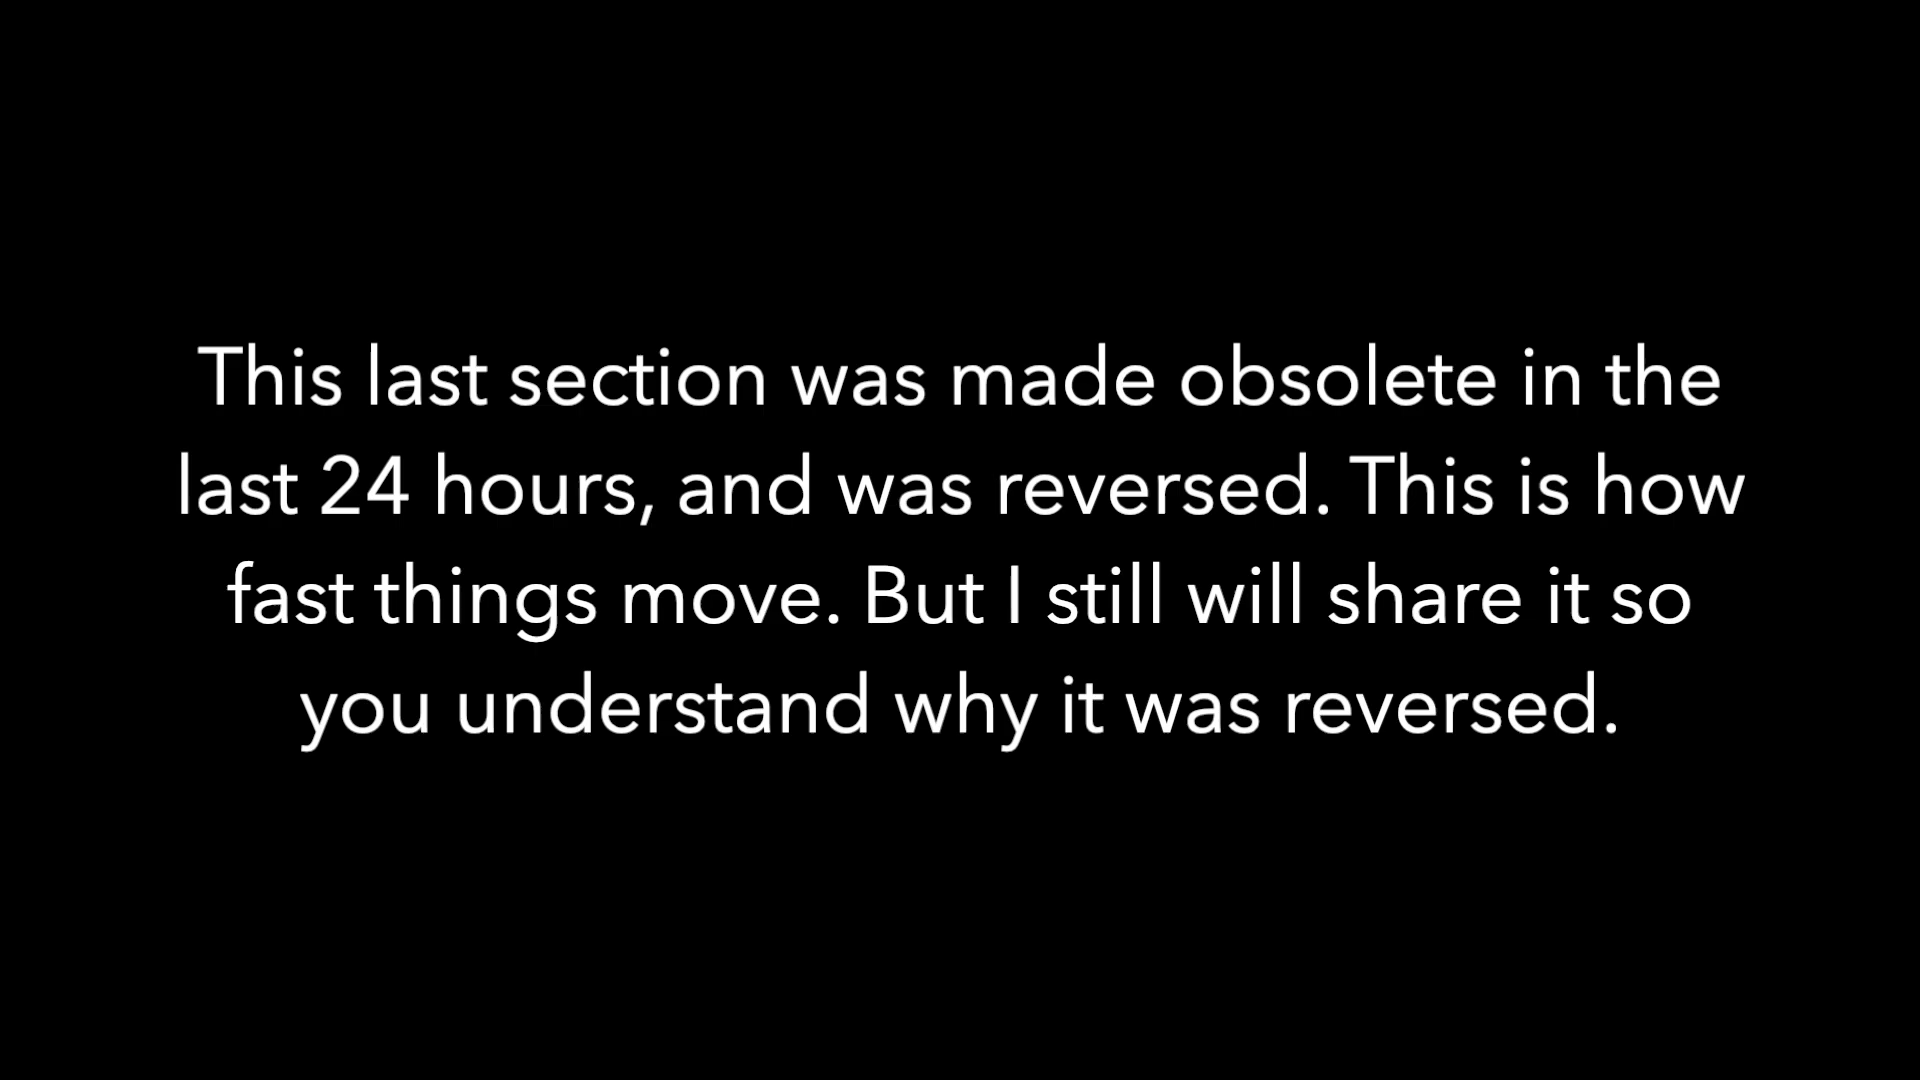 This last section was made obsolete in the
last 24 hours, and was reversed. This is how
fast things move. But I still will share it so
you understand why it was reversed.